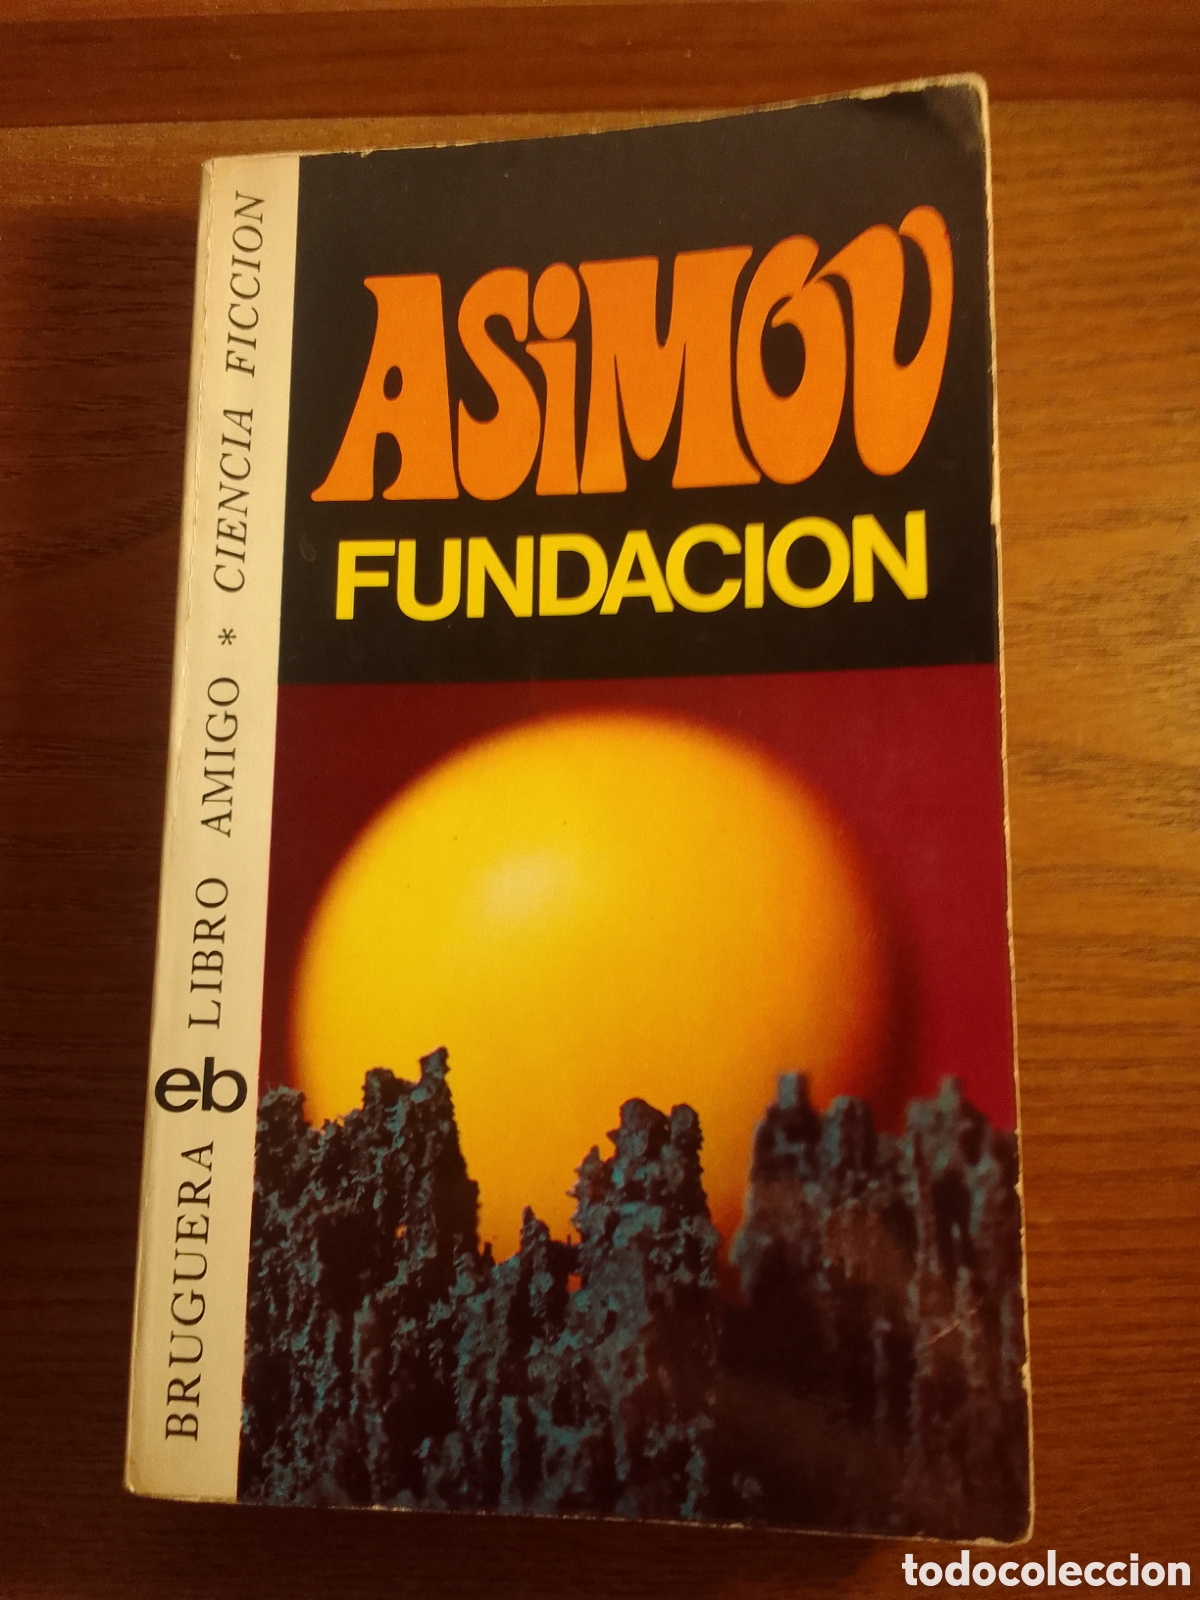 ASiMOV
FUNDACION
BRUGUERA eb LIBRO AMIGO * CIENCIA FICCION
todocoleccion